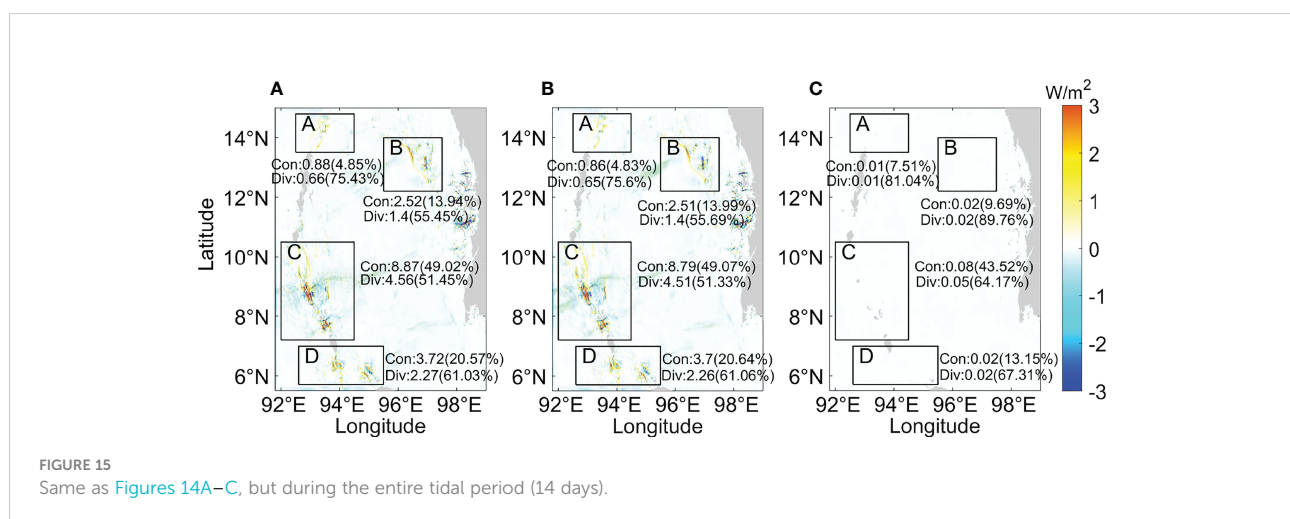 A
B
C
W/m2
Latitude
14°N
12°N
10°N
8°N
6°N
A
Con:0.88(4.85%)
Div:0.66(75.43%)
B
Con:2.52(13.94%)
Div:1.4(55.45%)
C
Con:8.87(49.02%)
Div:4.56(51.45%)
D
Con:3.72(20.57%)
Div:2.27(61.03%)
92°E 94°E 96°E 98°E
Longitude
14°N
12°N
10°N
8°N
6°N
A
Con:0.86(4.83%)
Div:0.65(75.6%)
B
Con:2.51(13.99%)
Div:1.4(55.69%)
C
Con:8.79(49.07%)
Div:4.51(51.33%)
D
Con:3.7(20.64%)
Div:2.26(61.06%)
92°E 94°E 96°E 98°E
Longitude
14°N
12°N
10°N
8°N
6°N
A
Con:0.01(7.51%)
Div:0.01(81.04%)
B
Con:0.02(9.69%)
Div:0.02(89.76%)
C
Con:0.08(43.52%)
Div:0.05(64.17%)
D
Con:0.02(13.15%)
Div:0.02(67.31%)
92°E 94°E 96°E 98°E
Longitude
3
2
1
0
-1
-2
-3
FIGURE 15
Same as Figures 14A–C, but during the entire tidal period (14 days).